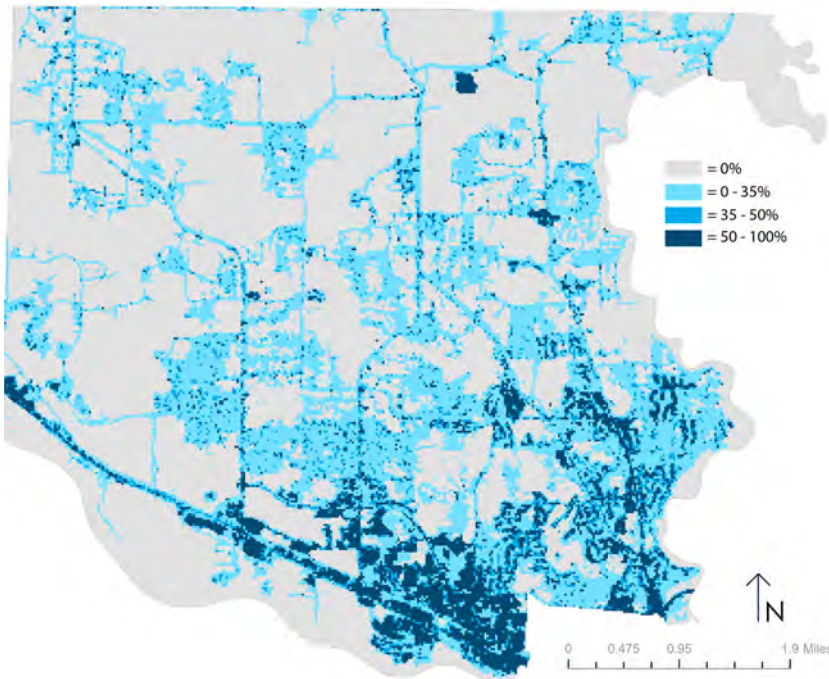 = 0%
= 0 - 35%
= 35 - 50%
= 50 - 100%
N
0 0.475 0.95 1.9 Miles